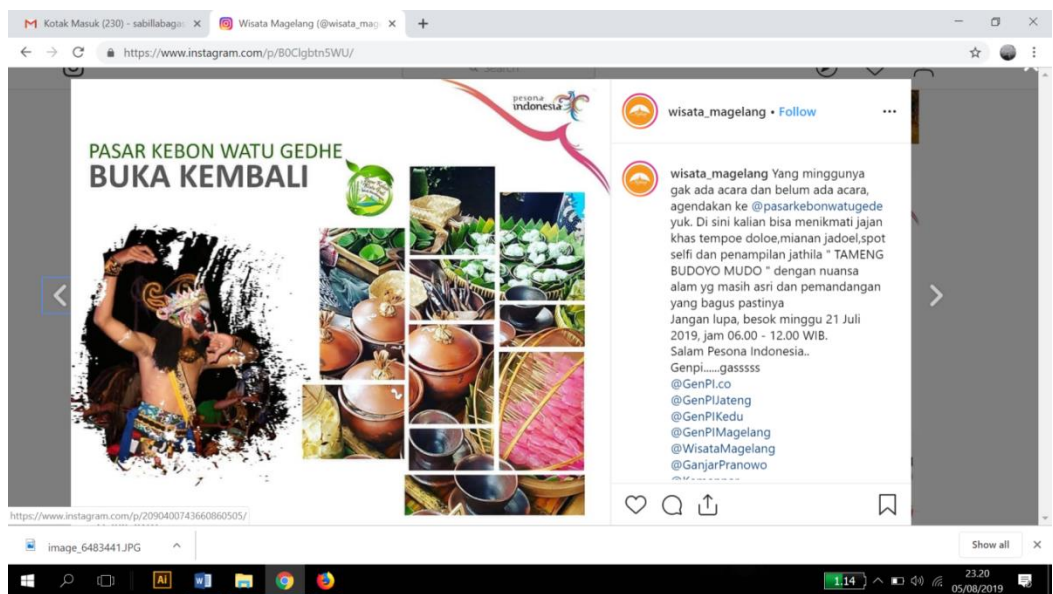 Kotak Masuk (230) - sabillabagas
Wisata Magelang (@wisata_mag
https://www.instagram.com/p/B0Clgbtn5WU/
Search
pesona
indonesia
PASAR KEBON WATU GEDHE
BUKA KEMBALI
wisata_magelang • Follow
wisata_magelang Yang minggunya
gak ada acara dan belum ada acara,
agendakan ke @pasarkebonwatugede
yuk. Di sini kalian bisa menikmati jajan
khas tempoe doloe,mianan jadoel,spot
selfi dan penampilan jathila " TAMENG
BUDOYO MUDO " dengan nuansa
alam yg masih asri dan pemandangan
yang bagus pastinya
Jangan lupa, besok minggu 21 Juli
2019, jam 06.00 - 12.00 WIB.
Salam Pesona Indonesia..
Genpi......gasssss
@GenPI.co
@GenPIJateng
@GenPIKedu
@GenPIMagelang
@WisataMagelang
@GanjarPranowo
https://www.instagram.com/p/2090400743660860505/
image_6483441.JPG
Show all
Ai
1.14
23.20
05/08/2019